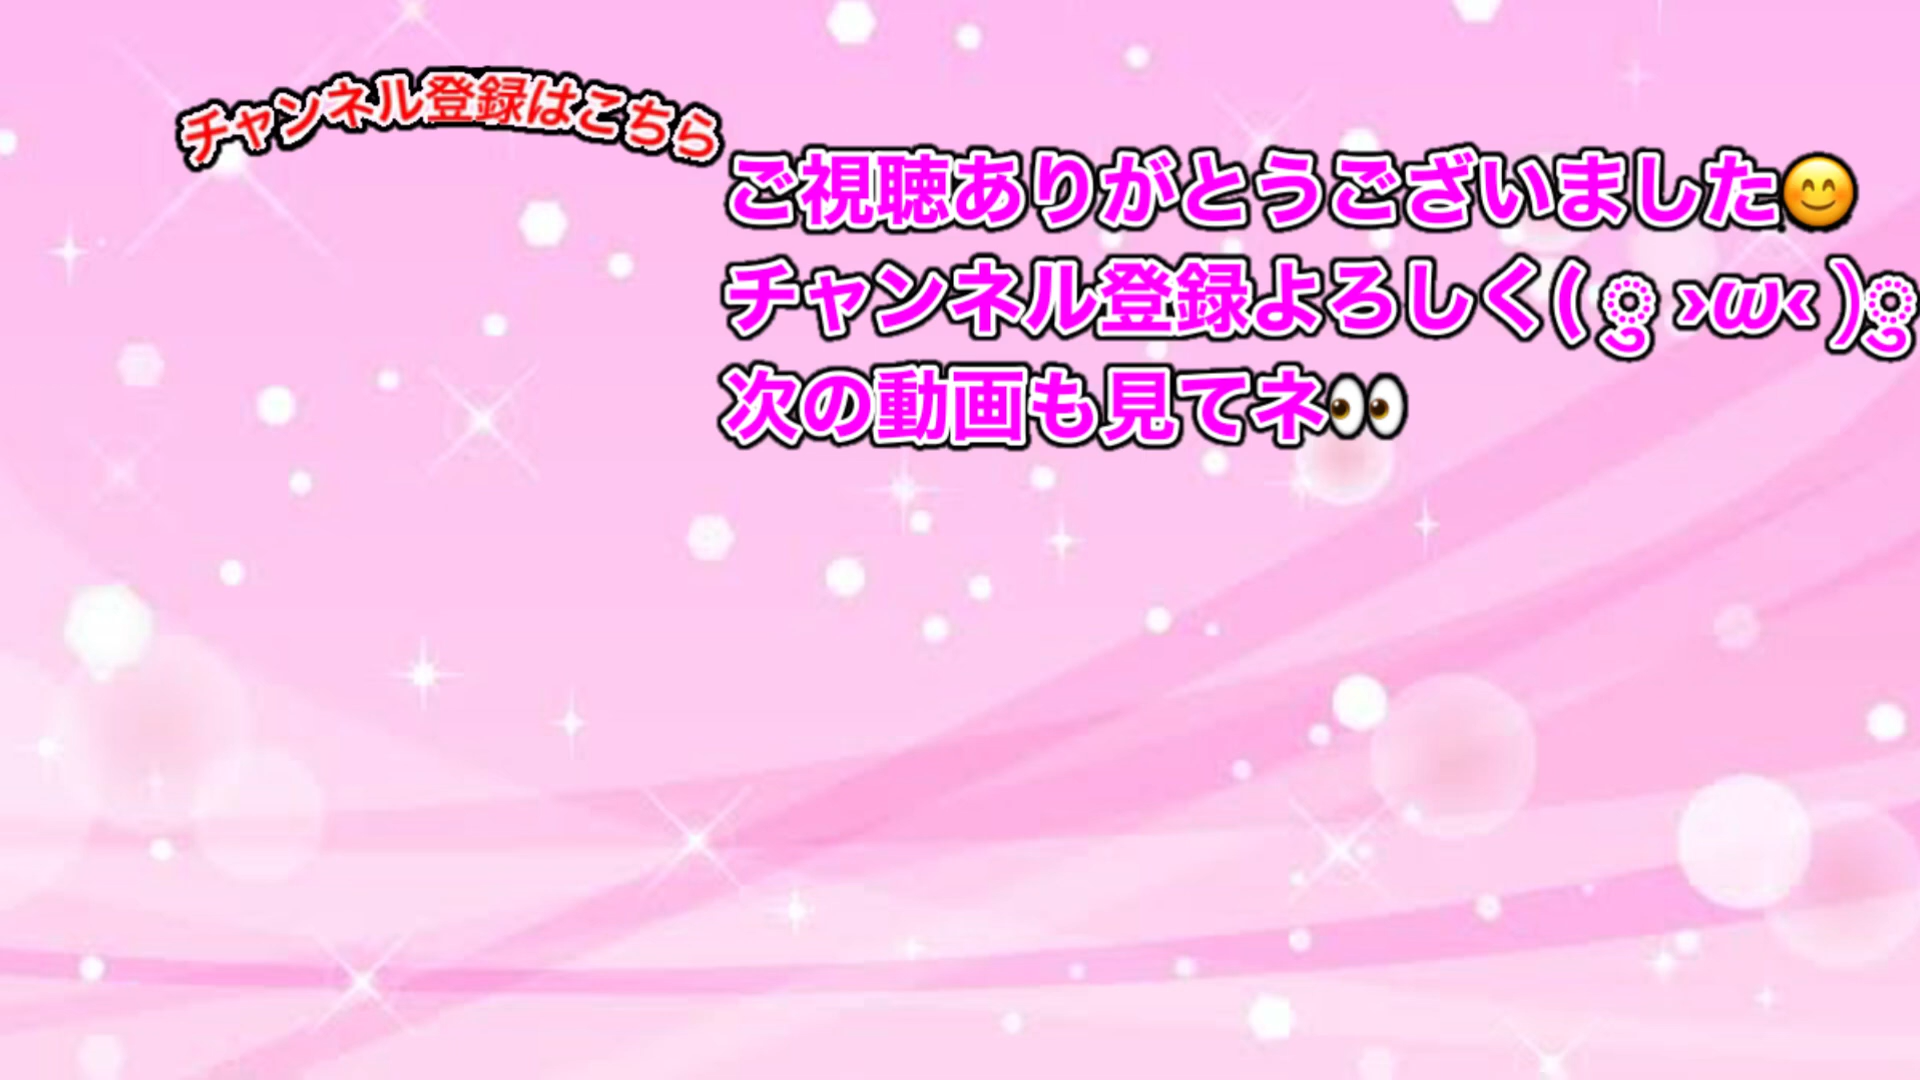 チャンネル登録はこちら
ご視聴ありがとうございました😊
チャンネル登録よろしく( ु ›ω‹ )ु
次の動画も見てネ👀